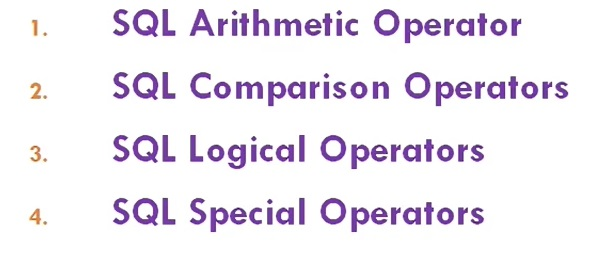 1. SQL Arithmetic Operator
2. SQL Comparison Operators
3. SQL Logical Operators
4. SQL Special Operators